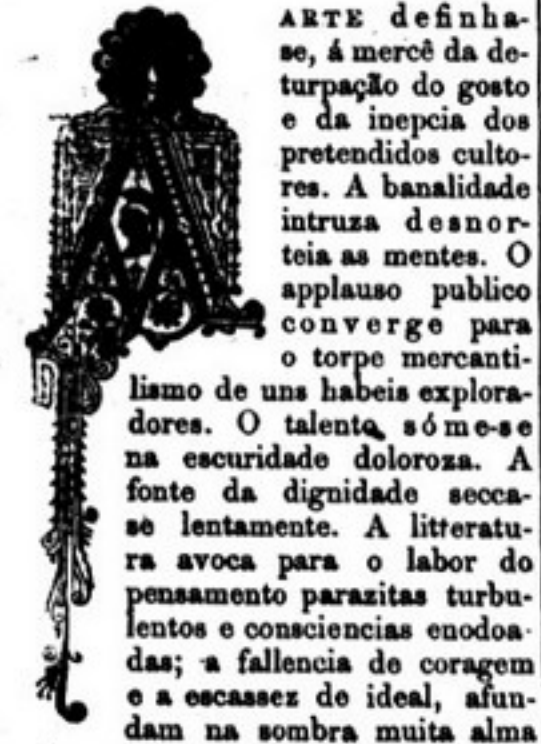 A ARTE definha-
se, á mercê da de-
turpação do gosto
e da inepcia dos
pretendidos culto-
res. A banalidade
intruza desnor-
teia as mentes. O
applauso publico
converge para
o torpe mercanti-
lismo de uns habeis explora-
dores. O talento, sóme-se
na escuridade doloroza. A
fonte da dignidade secca-
se lentamente. A litteratu-
ra avoca para o labor do
pensamento parazitas turbu-
lentos e consciencias enodoa-
das; a fallencia de coragem
e a escassez de ideal, afun-
dam na sombra muita alma